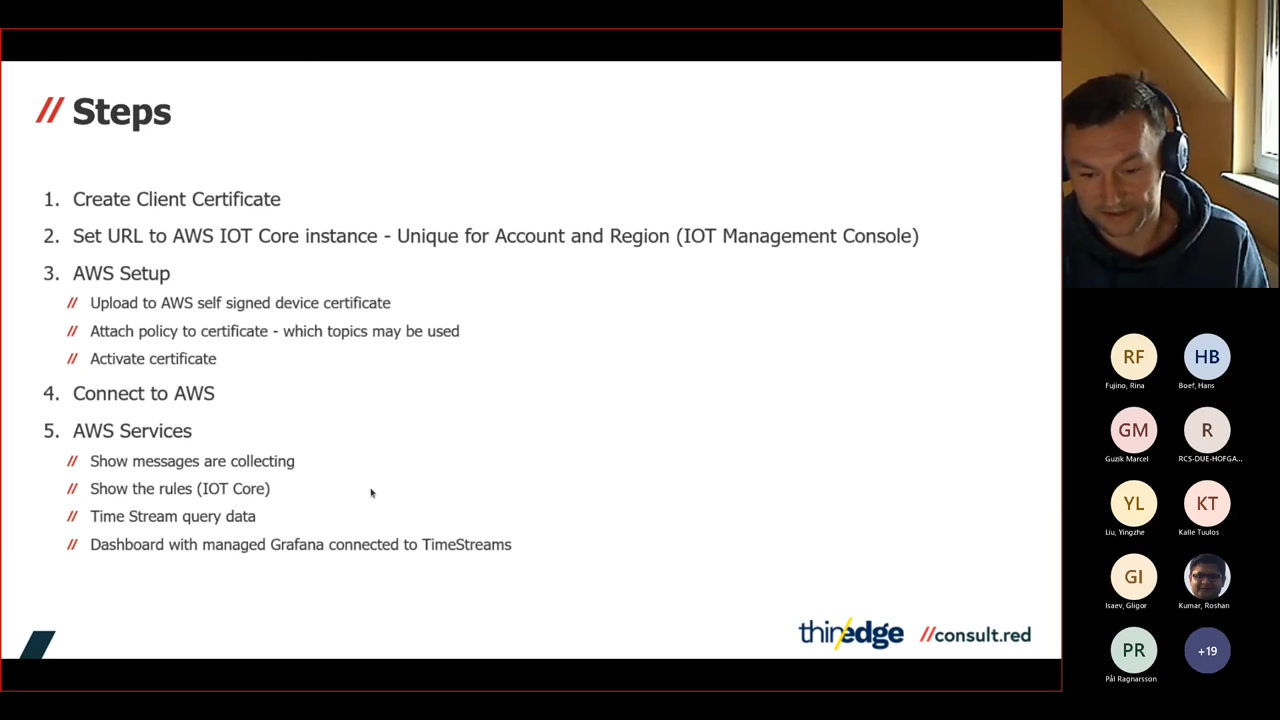 // Steps
1. Create Client Certificate
2. Set URL to AWS IOT Core instance - Unique for Account and Region (IOT Management Console)
3. AWS Setup
// Upload to AWS self signed device certificate
// Attach policy to certificate - which topics may be used
// Activate certificate
4. Connect to AWS
5. AWS Services
// Show messages are collecting
// Show the rules (IOT Core)
// Time Stream query data
// Dashboard with managed Grafana connected to TimeStreams
thinedge //consult.red
RF HB
Fujino, Rina Boef, Hans
GM R
Guzik Marcel RCS-DUE-HOFGA...
YL KT
Liu, Yingzhe Kalle Tuulos
GI
Isaev, Gligor Kumar, Roshan
PR +19
Pål Ragnarsson